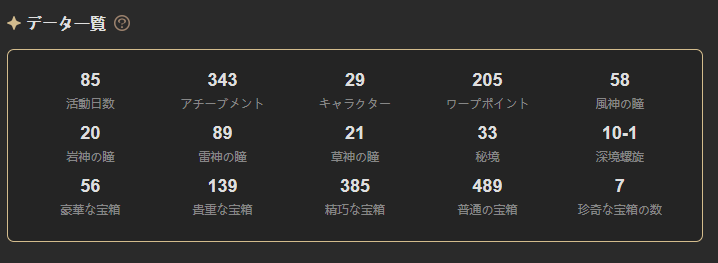 データ一覧
85 343 29 205 58
活動日数 アチーブメント キャラクター ワープポイント 風神の瞳
20 89 21 33 10-1
岩神の瞳 雷神の瞳 草神の瞳 秘境 深境螺旋
56 139 385 489 7
豪華な宝箱 貴重な宝箱 精巧な宝箱 普通の宝箱 珍奇な宝箱の数